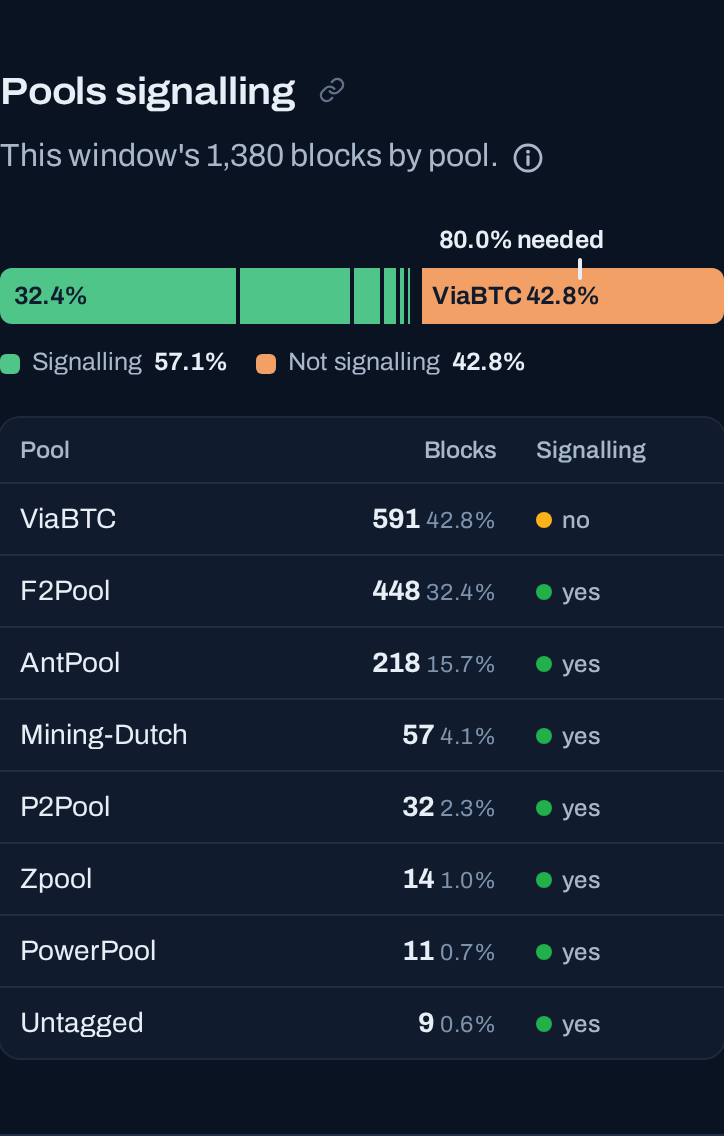 Pools signalling
This window's 1,380 blocks by pool.
80.0% needed
32.4% ViaBTC 42.8%
Signalling 57.1% Not signalling 42.8%
Pool Blocks Signalling
ViaBTC 591 42.8% no
F2Pool 448 32.4% yes
AntPool 218 15.7% yes
Mining-Dutch 57 4.1% yes
P2Pool 32 2.3% yes
Zpool 14 1.0% yes
PowerPool 11 0.7% yes
Untagged 9 0.6% yes